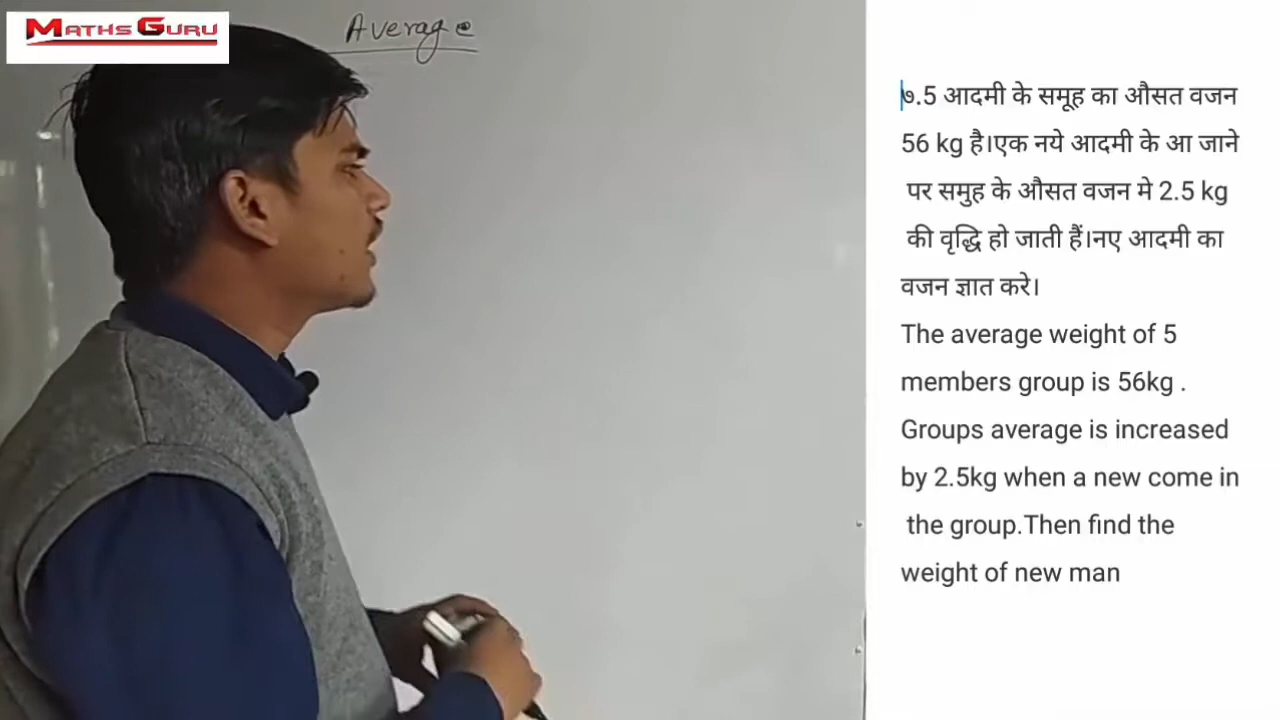 MATHS GURU
Average
७.5 आदमी के समूह का औसत वजन
56 kg है।एक नये आदमी के आ जाने
पर समुह के औसत वजन मे 2.5 kg
की वृद्धि हो जाती हैं।नए आदमी का
वजन ज्ञात करे।
The average weight of 5
members group is 56kg .
Groups average is increased
by 2.5kg when a new come in
the group.Then find the
weight of new man